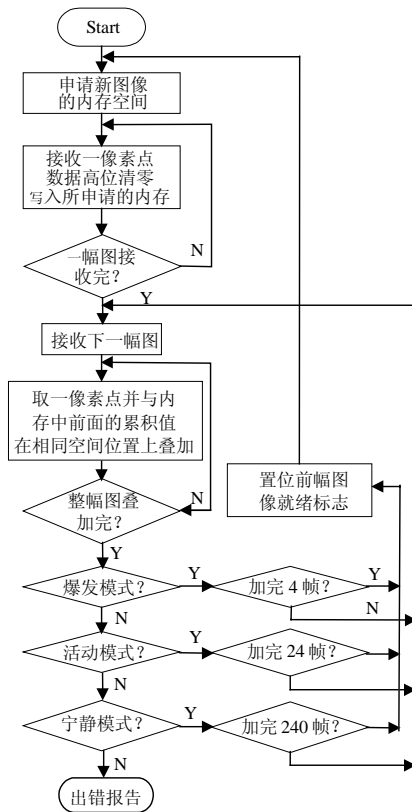 Start
申请新图像
的内存空间
接收一像素点
数据高位清零
写入所申请的内存
一幅图接
收完？
N
Y
接收下一幅图
取一像素点并与内
存中前面的累积值
在相同空间位置上叠加
置位前幅图
像就绪标志
整幅图叠
加完？
N
Y
爆发模式？
Y
加完 4 帧？
Y
N
N
活动模式？
Y
加完 24 帧？
N
宁静模式？
Y
加完 240 帧？
N
出错报告